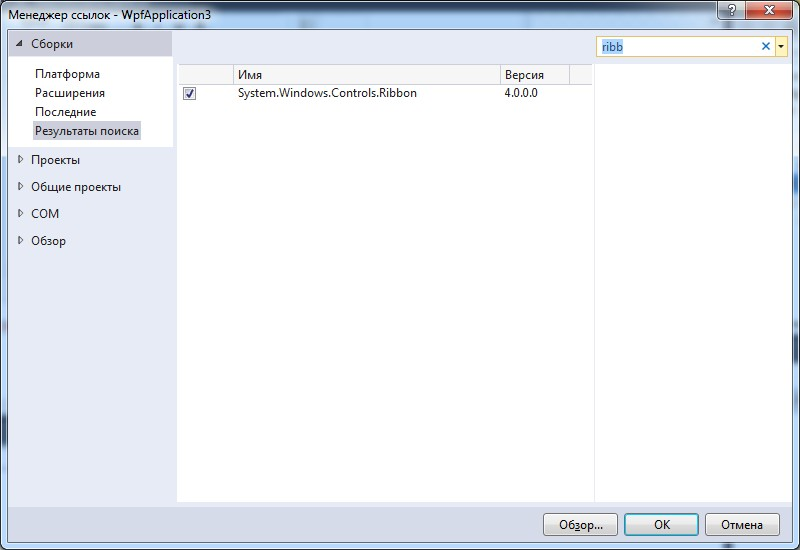 Менеджер ссылок - WpfApplication3
Сборки
ribb
Платформа
Расширения
Последние
Результаты поиска
Проекты
Общие проекты
COM
Обзор
Имя Версия
System.Windows.Controls.Ribbon 4.0.0.0
Обзор... ОК Отмена